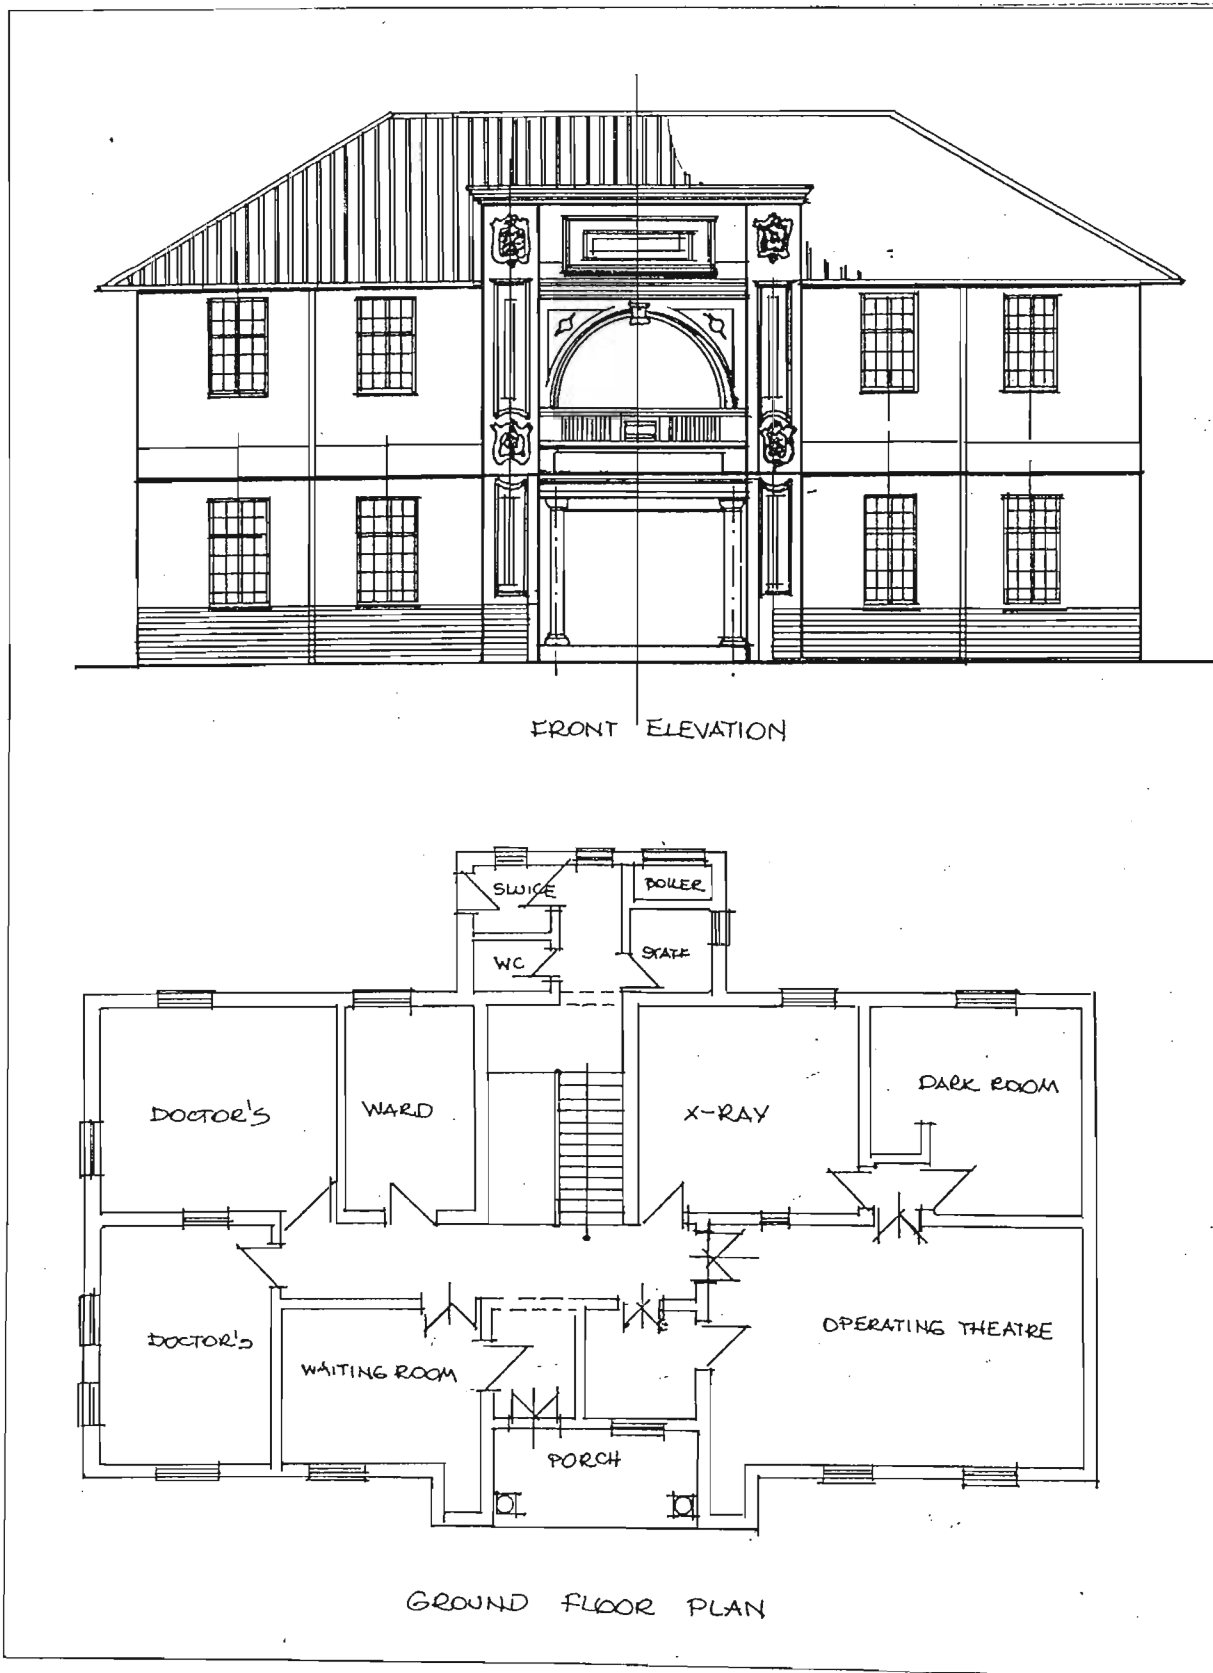 FRONT ELEVATION
SLUICE
BOILER
WC
STAFF
DOCTOR'S
WARD
X-RAY
DARK ROOM
DOCTOR'S
WAITING ROOM
OPERATING THEATRE
PORCH
GROUND FLOOR PLAN